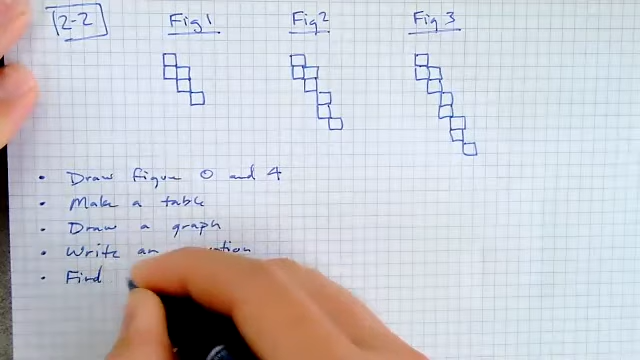 2-2
Fig 1
Fig 2
Fig 3
• Draw figure 0 and 4
• Make a table
• Draw a graph
• Write an
• Find